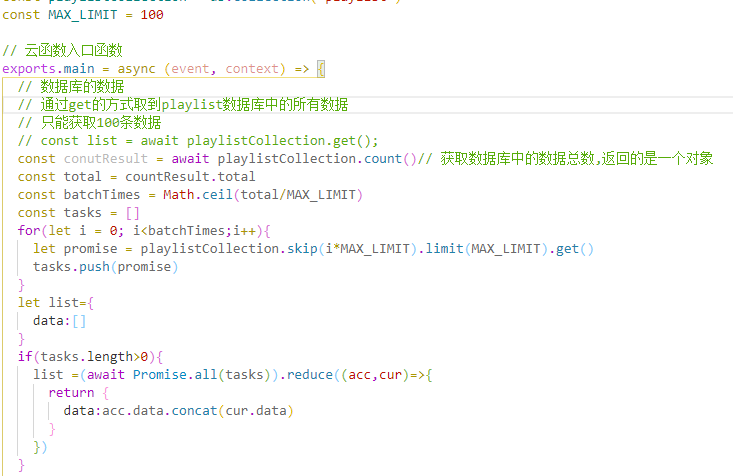 const MAX_LIMIT = 100
// 云函数入口函数
exports.main = async (event, context) => {
// 数据库的数据
// 通过get的方式取到playlist数据库中的所有数据
// 只能获取100条数据
// const list = await playlistCollection.get();
const conutResult = await playlistCollection.count()// 获取数据库中的数据总数,返回的是一个对象
const total = countResult.total
const batchTimes = Math.ceil(total/MAX_LIMIT)
const tasks = []
for(let i = 0; i<batchTimes;i++){
let promise = playlistCollection.skip(i*MAX_LIMIT).limit(MAX_LIMIT).get()
tasks.push(promise)
}
let list={
data:[]
}
if(tasks.length>0){
list =(await Promise.all(tasks)).reduce((acc,cur)=>{
return {
data:acc.data.concat(cur.data)
}
})
}